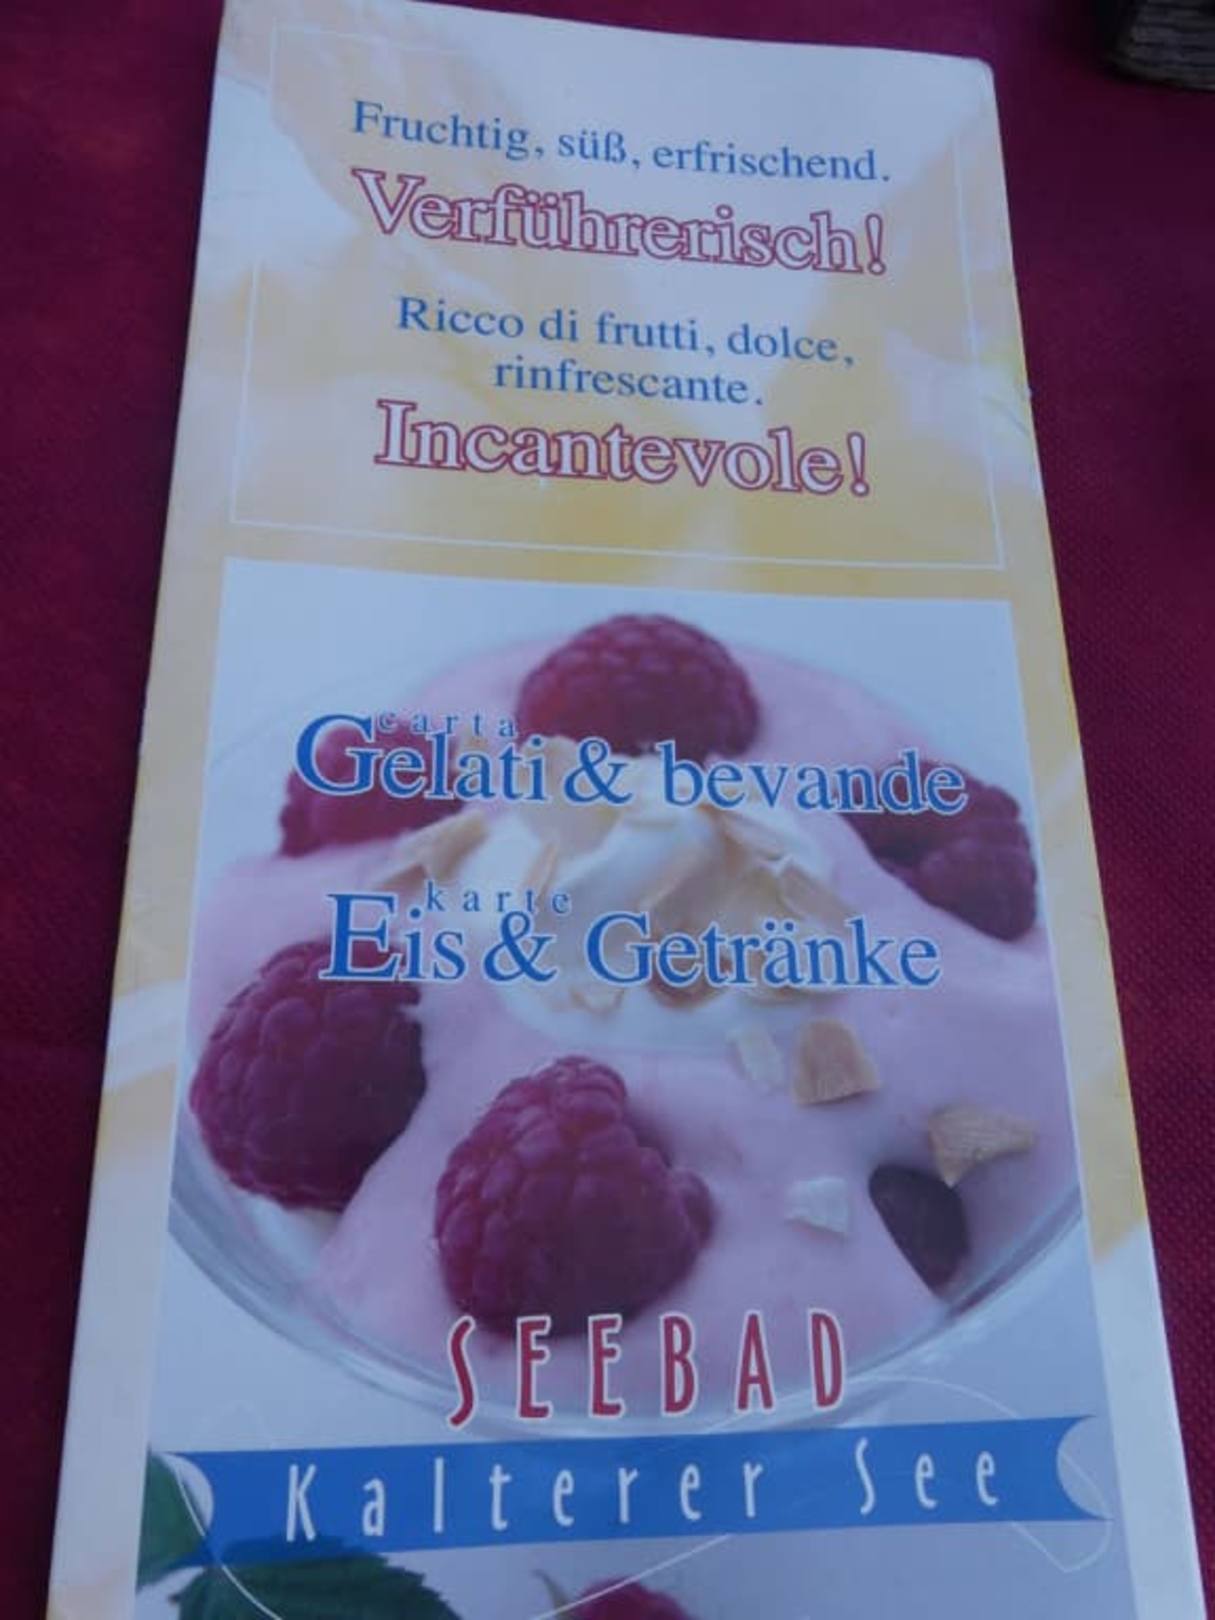 Fruchtig, süß, erfrischend.
Verführerisch!
Ricco di frutti, dolce,
rinfrescante.
Incantevole!
carta
Gelati & bevande
karte
Eis & Getränke
SEEBAD
Kalterer See